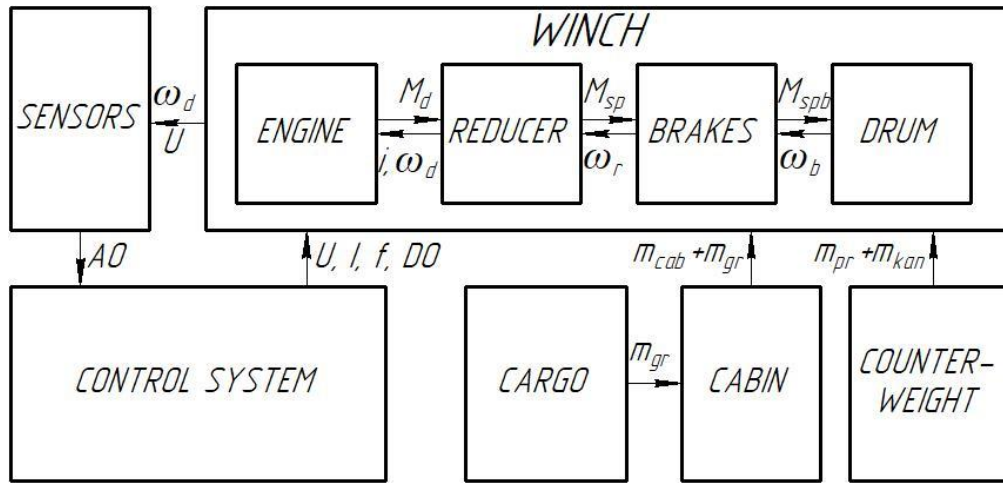 WINCH
SENSORS
ω_d
U
ENGINE
M_d
i, ω_d
REDUCER
M_sp
ω_r
BRAKES
M_spb
ω_b
DRUM
AO
U, I, f, DO
m_cab + m_gr
m_pr + m_kan
CONTROL SYSTEM
CARGO
m_gr
CABIN
COUNTER-
WEIGHT